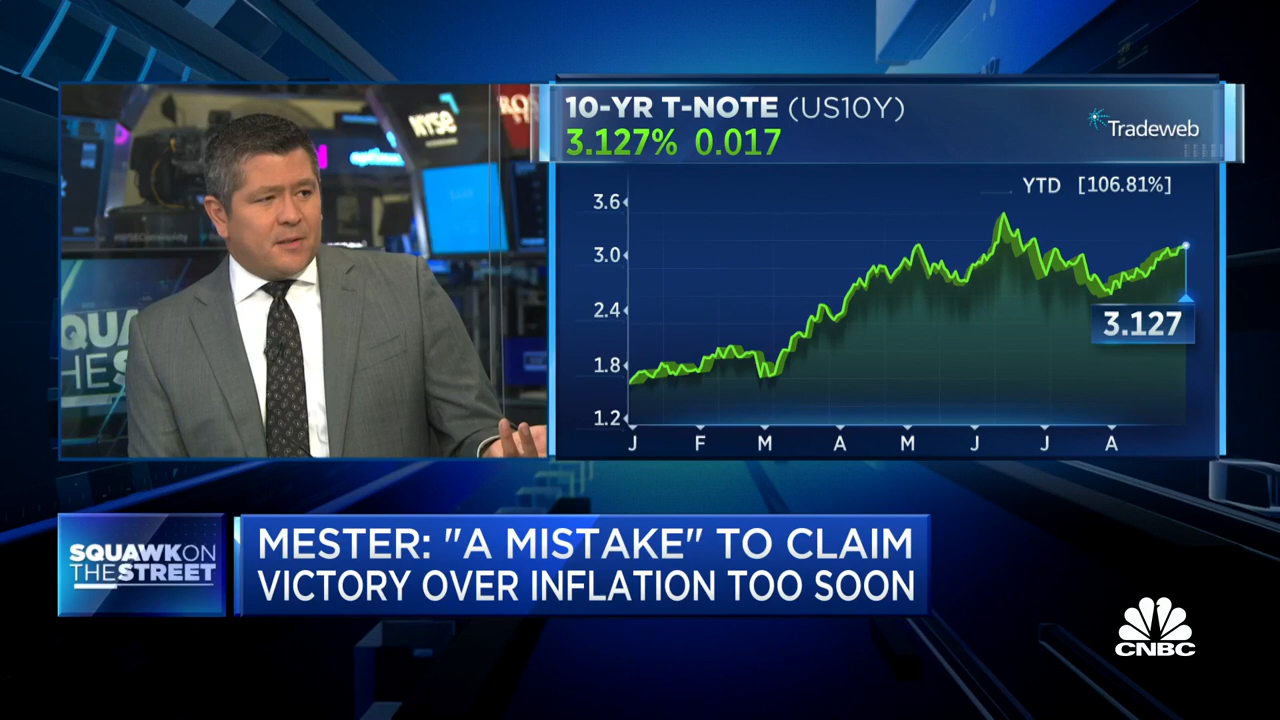 NYSE
SQUA
THE S
10-YR T-NOTE (US10Y)
3.127% 0.017
Tradeweb
YTD [106.81%]
3.6
3.0
2.4
1.8
1.2
J F M A M J J A
3.127
SQUAWK ON
THE STREET
MESTER: "A MISTAKE" TO CLAIM
VICTORY OVER INFLATION TOO SOON
CNBC